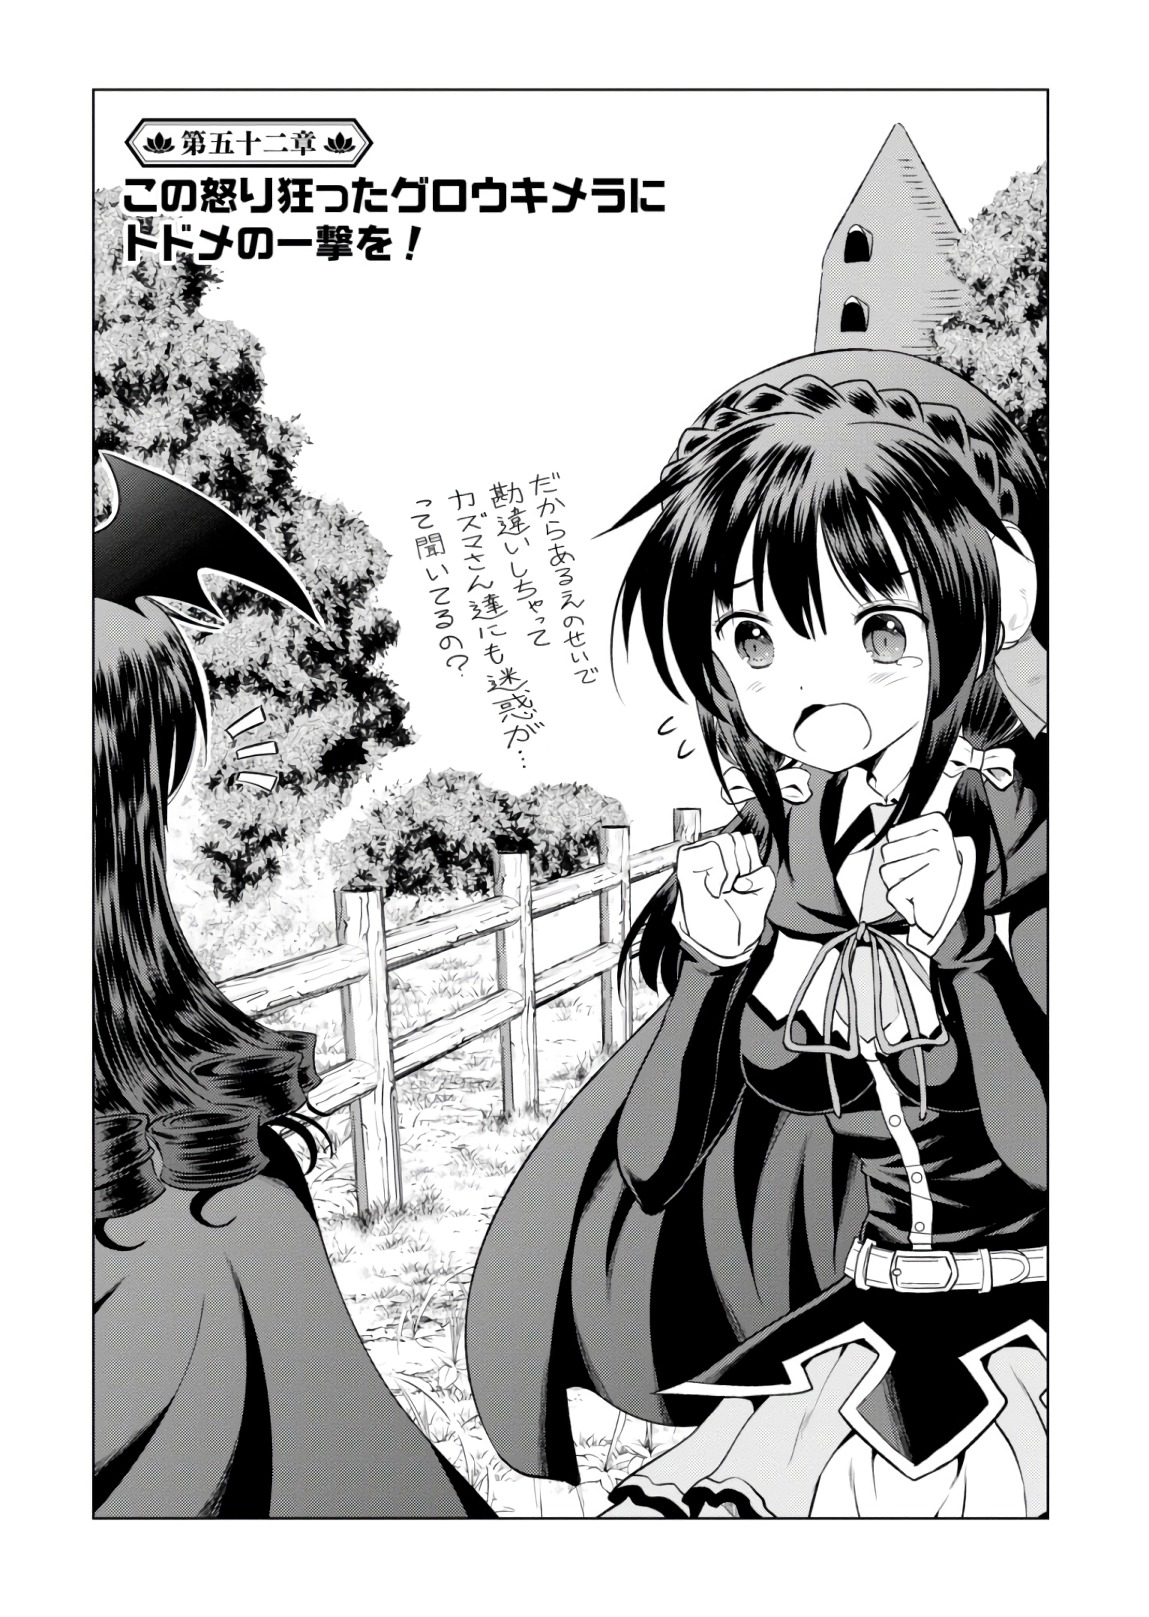 第五十二章
この怒り狂ったグロウキメラに
トドメの一撃を!
だからあるえのせいで
勘違いしちゃって
カズマさん達にも迷惑が…
って聞いてるの?